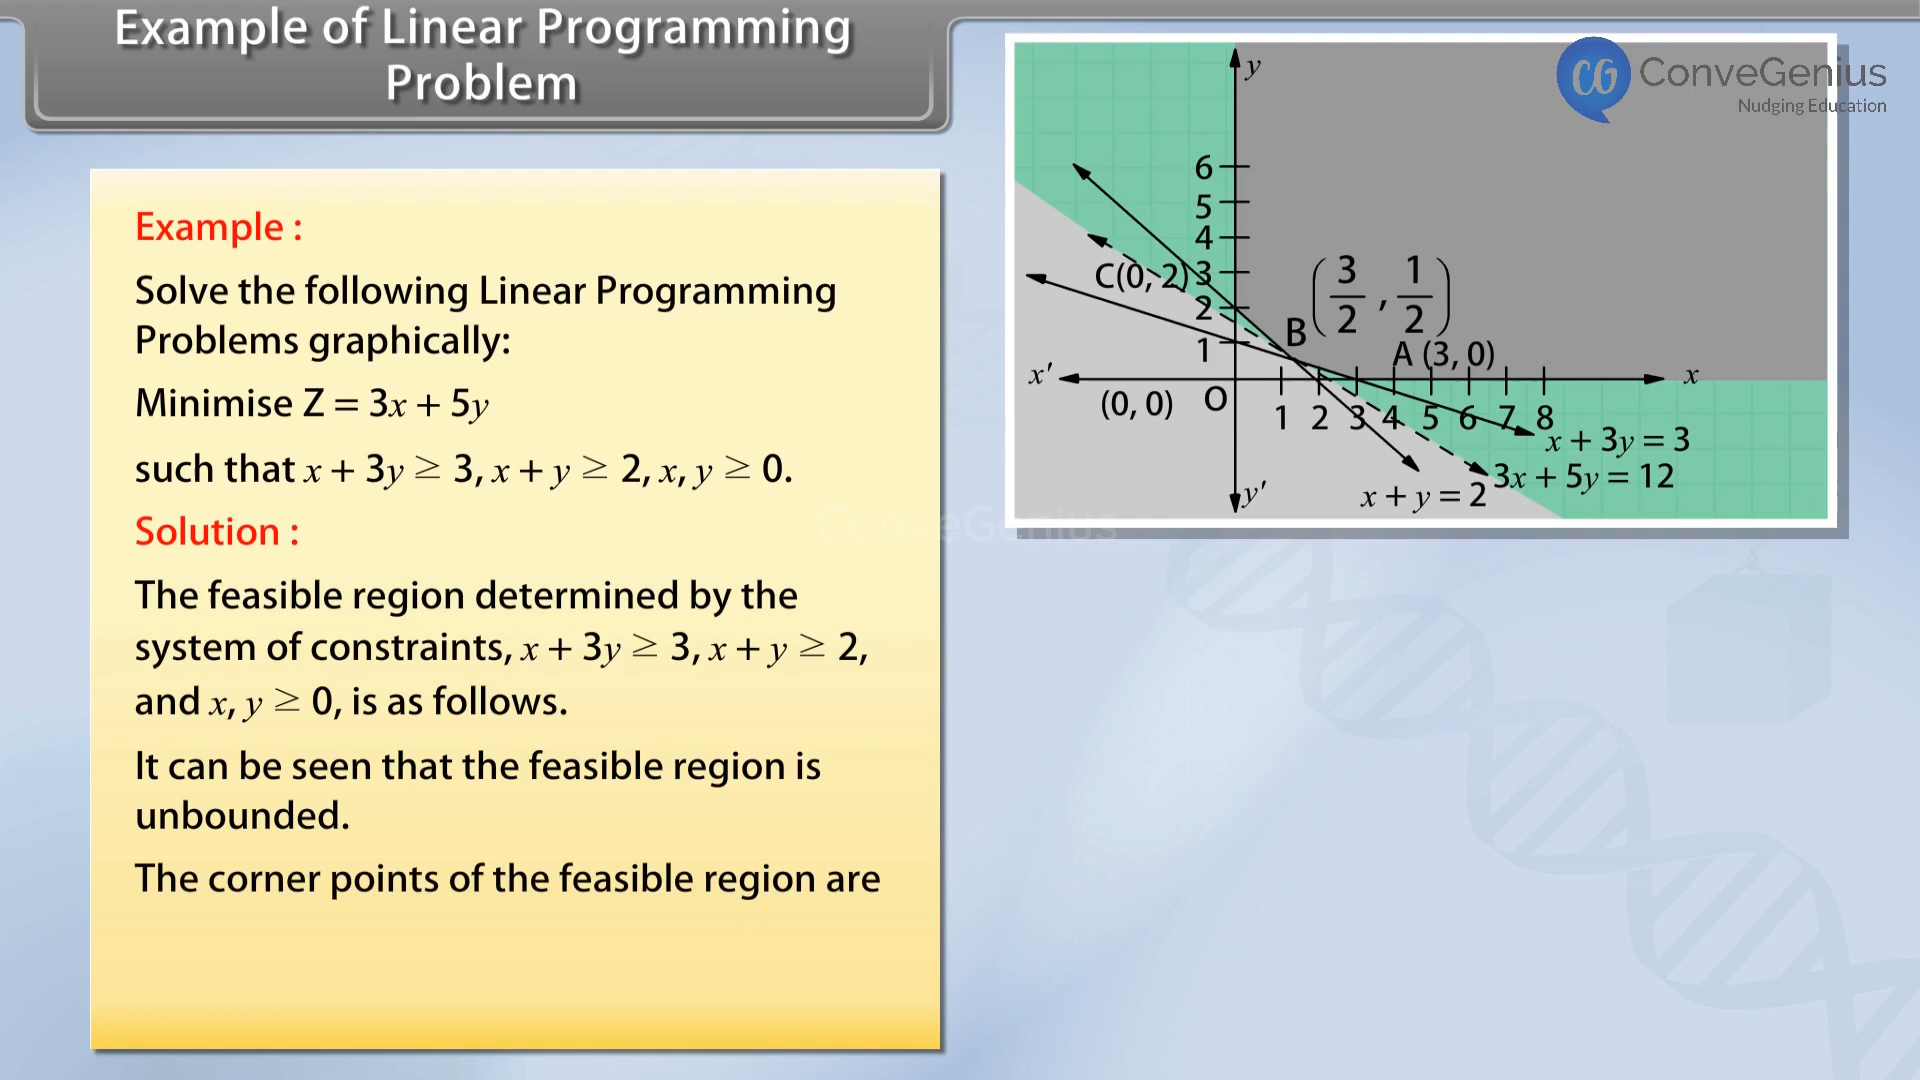 Example of Linear Programming
Problem
Example :
Solve the following Linear Programming
Problems graphically:
Minimise Z = 3x + 5y
such that x + 3y ≥ 3, x + y ≥ 2, x, y ≥ 0.
Solution :
The feasible region determined by the
system of constraints, x + 3y ≥ 3, x + y ≥ 2,
and x, y ≥ 0, is as follows.
It can be seen that the feasible region is
unbounded.
The corner points of the feasible region are
CG ConveGenius
Nudging Education
y
6
5
4
C(0, 2) 3
2
1
B (3/2 , 1/2)
A (3, 0)
x' x
(0, 0) O 1 2 3 4 5 6 7 8
x + 3y = 3
3x + 5y = 12
x + y = 2
y'
ConveGenius